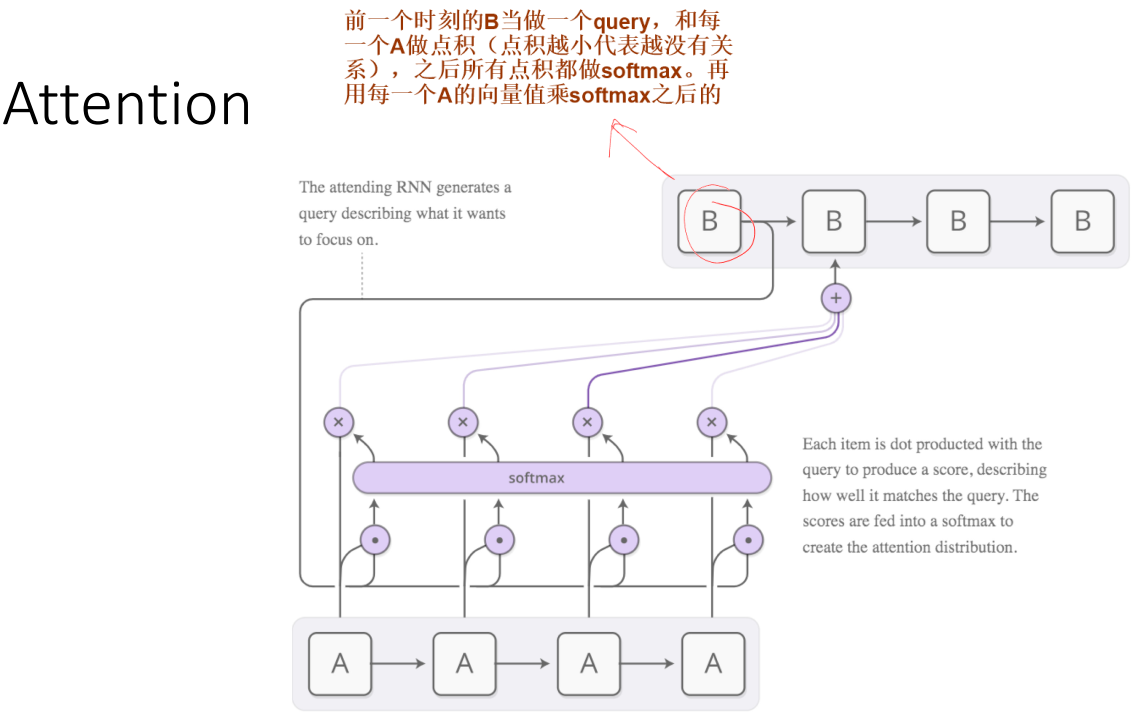 前一个时刻的B当做一个query，和每
一个A做点积（点积越小代表越没有关
系），之后所有点积都做softmax。再
用每一个A的向量值乘softmax之后的
Attention
The attending RNN generates a
query describing what it wants
to focus on.
B B B B
+
× × × ×
softmax
Each item is dot producted with the
query to produce a score, describing
how well it matches the query. The
scores are fed into a softmax to
create the attention distribution.
A A A A